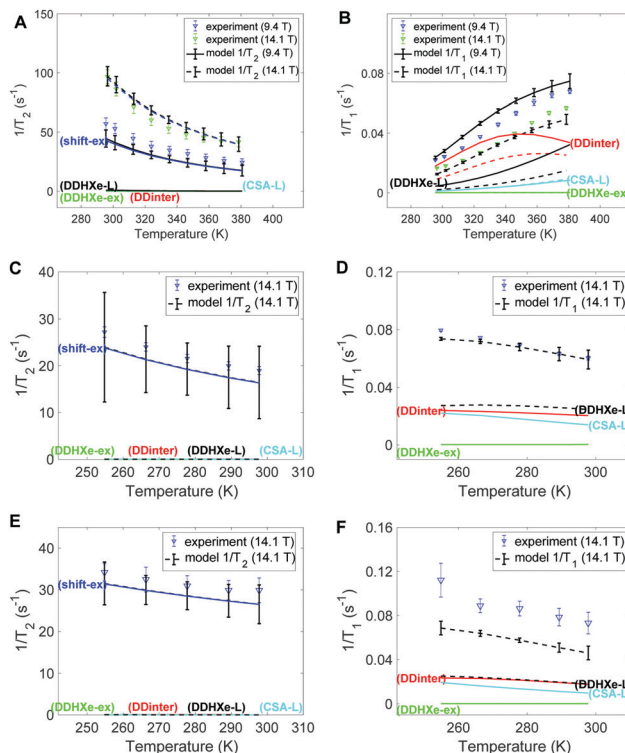 A
experiment (9.4 T)
experiment (14.1 T)
model 1/T2 (9.4 T)
model 1/T2 (14.1 T)
150
100
50
0
1/T2 (s-1)
(shift-ex)
(DDHXe-L)
(DDHXe-ex)
(DDinter)
(CSA-L)
280 300 320 340 360 380 400
Temperature (K)
B
experiment (9.4 T)
experiment (14.1 T)
model 1/T1 (9.4 T)
model 1/T1 (14.1 T)
0.08
0.04
0
1/T1 (s-1)
(DDinter)
(DDHXe-L)
(CSA-L)
(DDHXe-ex)
280 300 320 340 360 380 400
Temperature (K)
C
experiment (14.1 T)
model 1/T2 (14.1 T)
40
30
20
10
0
1/T2 (s-1)
(shift-ex)
(DDHXe-ex) (DDinter) (DDHXe-L) (CSA-L)
250 260 270 280 290 300 310
Temperature (K)
D
experiment (14.1 T)
model 1/T1 (14.1 T)
0.12
0.08
0.04
0
1/T1 (s-1)
(DDinter)
(DDHXe-L)
(CSA-L)
(DDHXe-ex)
260 280 300
Temperature (K)
E
experiment (14.1 T)
model 1/T2 (14.1 T)
40
30
20
10
0
1/T2 (s-1)
(shift-ex)
(DDHXe-ex) (DDinter) (DDHXe-L) (CSA-L)
250 260 270 280 290 300 310
Temperature (K)
F
experiment (14.1 T)
model 1/T1 (14.1 T)
0.16
0.12
0.08
0.04
0
1/T1 (s-1)
(DDinter)
(DDHXe-L)
(CSA-L)
(DDHXe-ex)
260 280 300
Temperature (K)